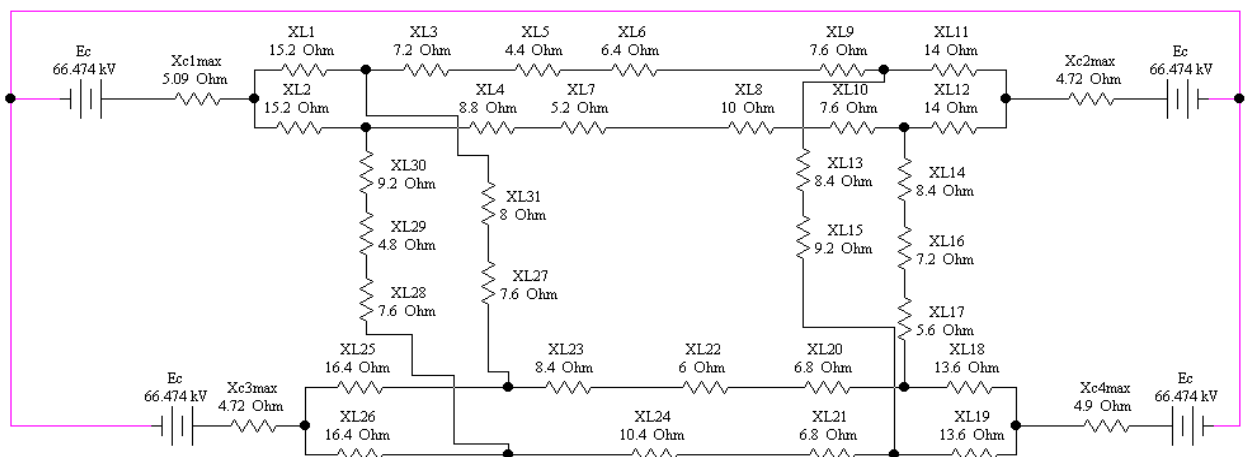 XL1
15.2 Ohm
XL3
7.2 Ohm
XL5
4.4 Ohm
XL6
6.4 Ohm
XL9
7.6 Ohm
XL11
14 Ohm
Ec
66.474 kV
Xc1max
5.09 Ohm
Xc2max
4.72 Ohm
Ec
66.474 kV
XL2
15.2 Ohm
XL4
8.8 Ohm
XL7
5.2 Ohm
XL8
10 Ohm
XL10
7.6 Ohm
XL12
14 Ohm
XL30
9.2 Ohm
XL13
8.4 Ohm
XL14
8.4 Ohm
XL31
8 Ohm
XL29
4.8 Ohm
XL15
9.2 Ohm
XL16
7.2 Ohm
XL27
7.6 Ohm
XL28
7.6 Ohm
XL17
5.6 Ohm
XL25
16.4 Ohm
XL23
8.4 Ohm
XL22
6 Ohm
XL20
6.8 Ohm
XL18
13.6 Ohm
Ec
66.474 kV
Xc3max
4.72 Ohm
Xc4max
4.9 Ohm
Ec
66.474 kV
XL26
16.4 Ohm
XL24
10.4 Ohm
XL21
6.8 Ohm
XL19
13.6 Ohm